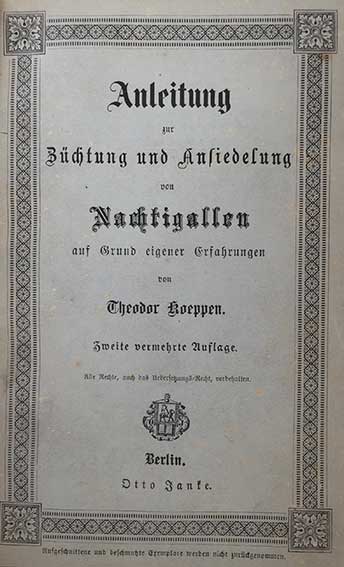 Anleitung
zur
Züchtung und Ansiedelung
von
Nachtigallen
auf Grund eigener Erfahrungen
von
Theodor Koeppen.
Zweite vermehrte Auflage.
Alle Rechte, auch das Uebersetzungs-Recht, vorbehalten.
Berlin.
Otto Janke.
Aufgeschnittene und beschmutzte Exemplare werden nicht zurückgenommen.